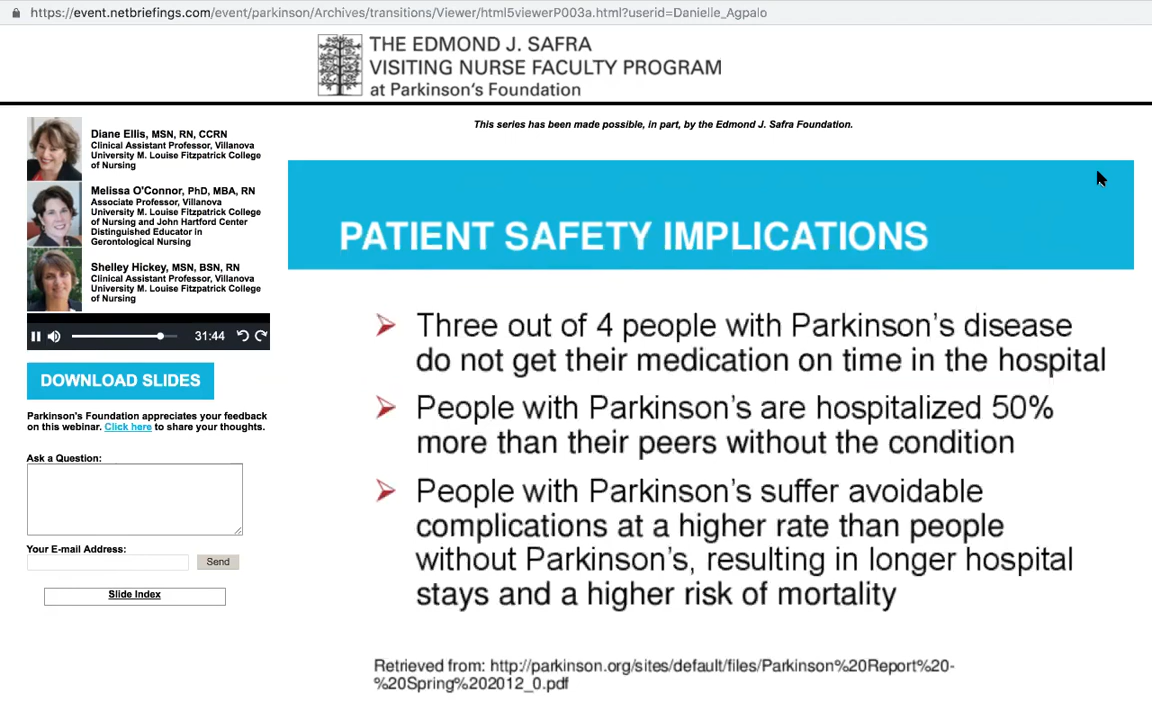 https://event.netbriefings.com/event/parkinson/Archives/transitions/Viewer/html5viewerP003a.html?userid=Danielle_Agpalo
THE EDMOND J. SAFRA
VISITING NURSE FACULTY PROGRAM
at Parkinson's Foundation
This series has been made possible, in part, by the Edmond J. Safra Foundation.
Diane Ellis, MSN, RN, CCRN
Clinical Assistant Professor, Villanova
University M. Louise Fitzpatrick College
of Nursing
Melissa O'Connor, PhD, MBA, RN
Associate Professor, Villanova
University M. Louise Fitzpatrick College
of Nursing and John Hartford Center
Distinguished Educator in
Gerontological Nursing
Shelley Hickey, MSN, BSN, RN
Clinical Assistant Professor, Villanova
University M. Louise Fitzpatrick College
of Nursing
31:44
DOWNLOAD SLIDES
Parkinson's Foundation appreciates your feedback
on this webinar. Click here to share your thoughts.
Ask a Question:
Your E-mail Address:
Send
Slide Index
PATIENT SAFETY IMPLICATIONS
Three out of 4 people with Parkinson's disease
do not get their medication on time in the hospital
People with Parkinson's are hospitalized 50%
more than their peers without the condition
People with Parkinson's suffer avoidable
complications at a higher rate than people
without Parkinson's, resulting in longer hospital
stays and a higher risk of mortality
Retrieved from: http://parkinson.org/sites/default/files/Parkinson%20Report%20-
%20Spring%202012_0.pdf